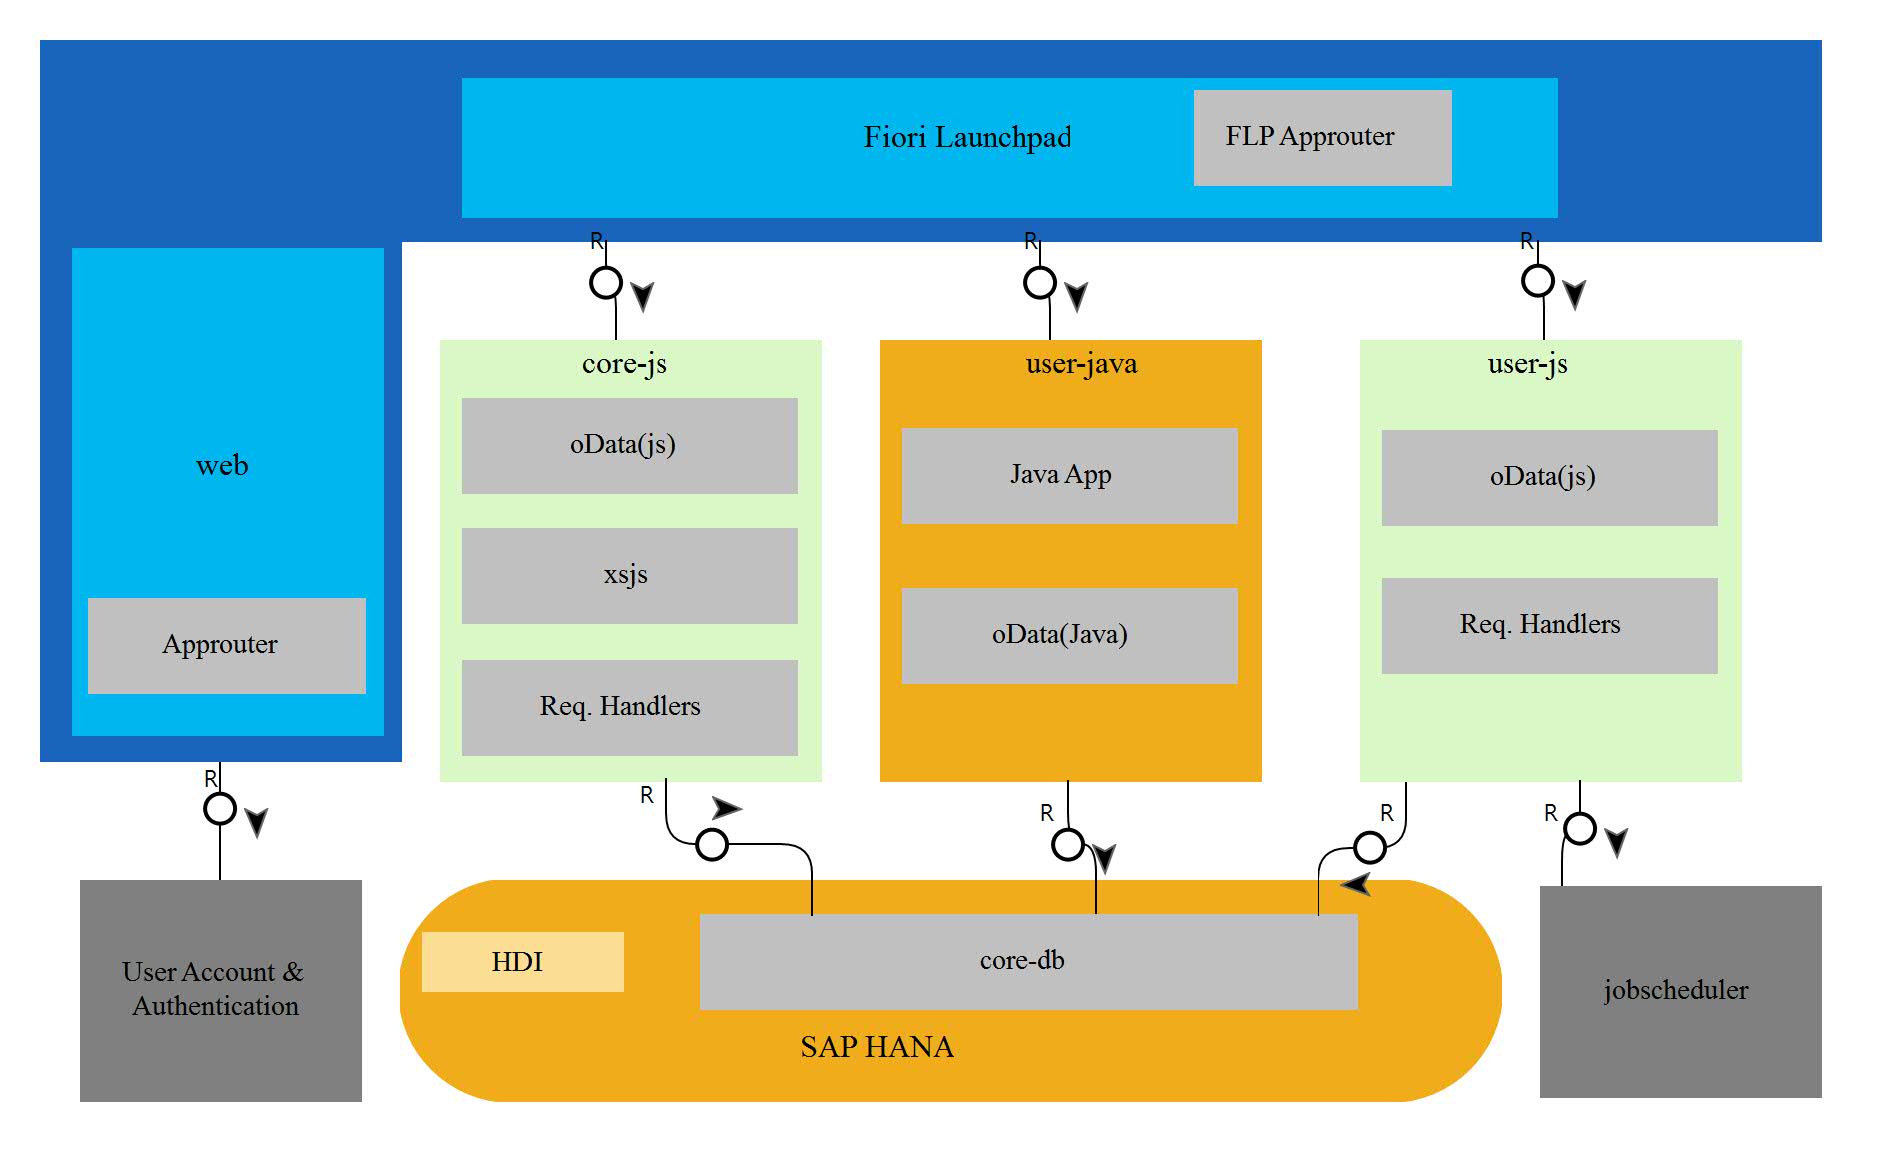 Fiori Launchpad
FLP Approuter
R
R
R
web
Approuter
core-js
oData(js)
xsjs
Req. Handlers
user-java
Java App
oData(Java)
user-js
oData(js)
Req. Handlers
R
R
R
R
R
User Account &
Authentication
HDI
core-db
SAP HANA
jobscheduler